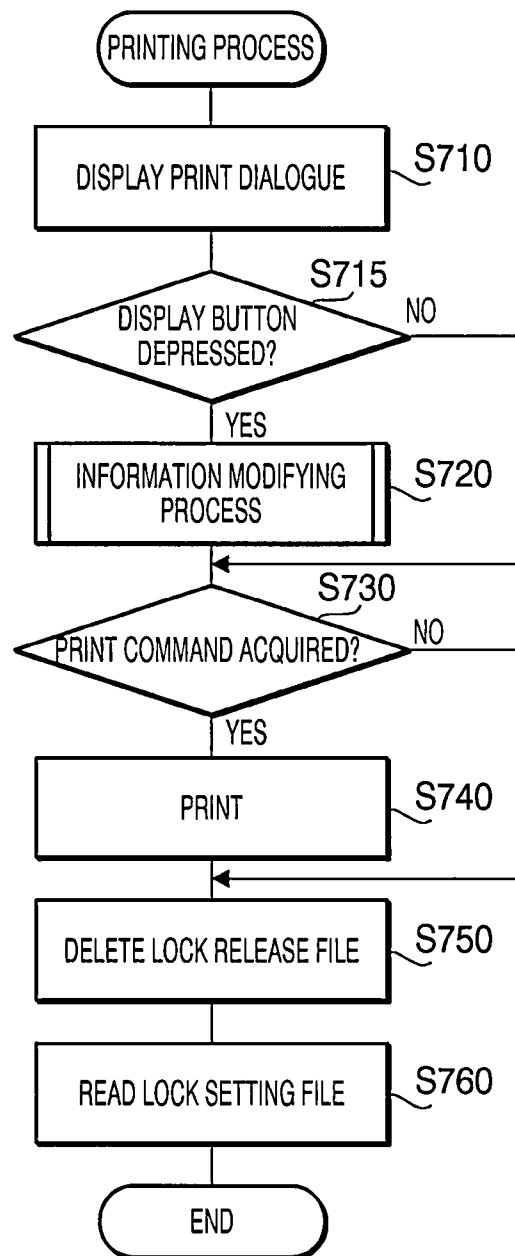 PRINTING PROCESS
DISPLAY PRINT DIALOGUE
S710
S715
DISPLAY BUTTON
DEPRESSED?
NO
YES
INFORMATION MODIFYING
PROCESS
S720
S730
PRINT COMMAND ACQUIRED?
NO
YES
PRINT
S740
DELETE LOCK RELEASE FILE
S750
READ LOCK SETTING FILE
S760
END